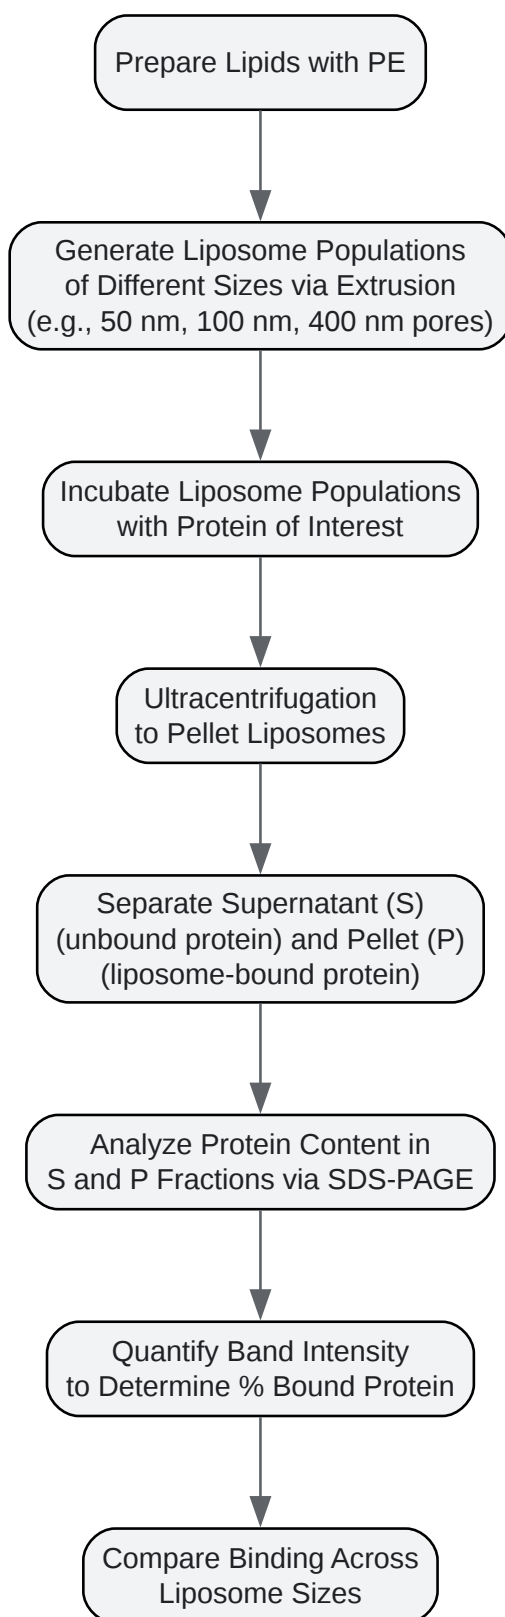 Prepare Lipids with PE
Generate Liposome Populations
of Different Sizes via Extrusion
(e.g., 50 nm, 100 nm, 400 nm pores)
Incubate Liposome Populations
with Protein of Interest
Ultracentrifugation
to Pellet Liposomes
Separate Supernatant (S)
(unbound protein) and Pellet (P)
(liposome-bound protein)
Analyze Protein Content in
S and P Fractions via SDS-PAGE
Quantify Band Intensity
to Determine % Bound Protein
Compare Binding Across
Liposome Sizes